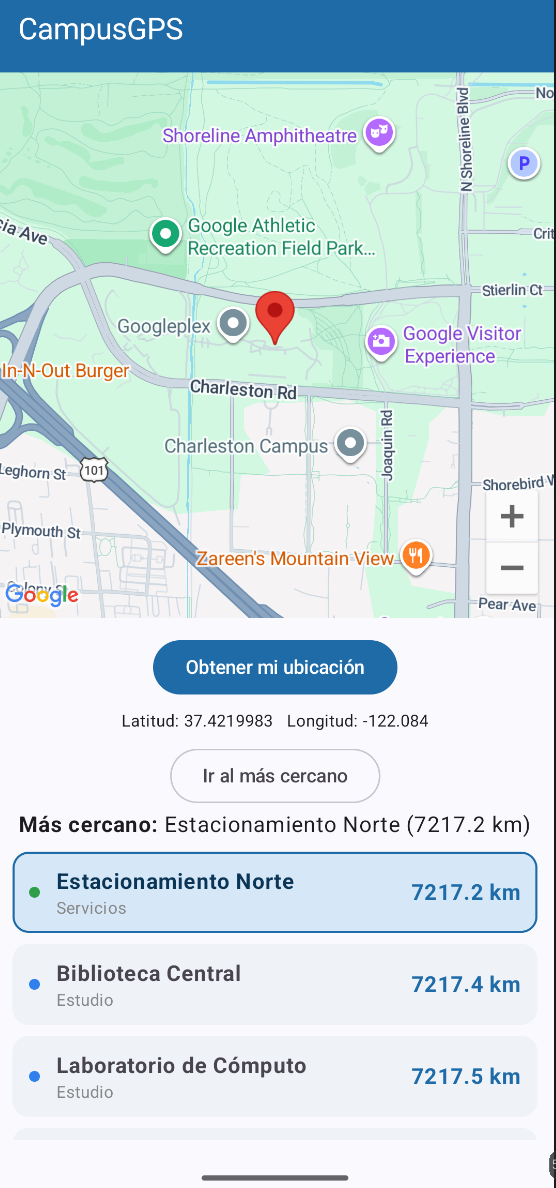 CampusGPS
N Shoreline Blvd
No
Shoreline Amphitheatre
P
cia Ave
Google Athletic
Recreation Field Park...
Crit
Stierlin Ct
Googleplex
Google Visitor
Experience
In-N-Out Burger
Charleston Rd
Charleston Campus
Joaquin Rd
Leghorn St
101
Shorebird W
+
Plymouth St
Zareen's Mountain View
−
Colony St
Google
Pear Ave
Obtener mi ubicación
Latitud: 37.4219983 Longitud: -122.084
Ir al más cercano
Más cercano: Estacionamiento Norte (7217.2 km)
Estacionamiento Norte
Servicios
7217.2 km
Biblioteca Central
Estudio
7217.4 km
Laboratorio de Cómputo
Estudio
7217.5 km